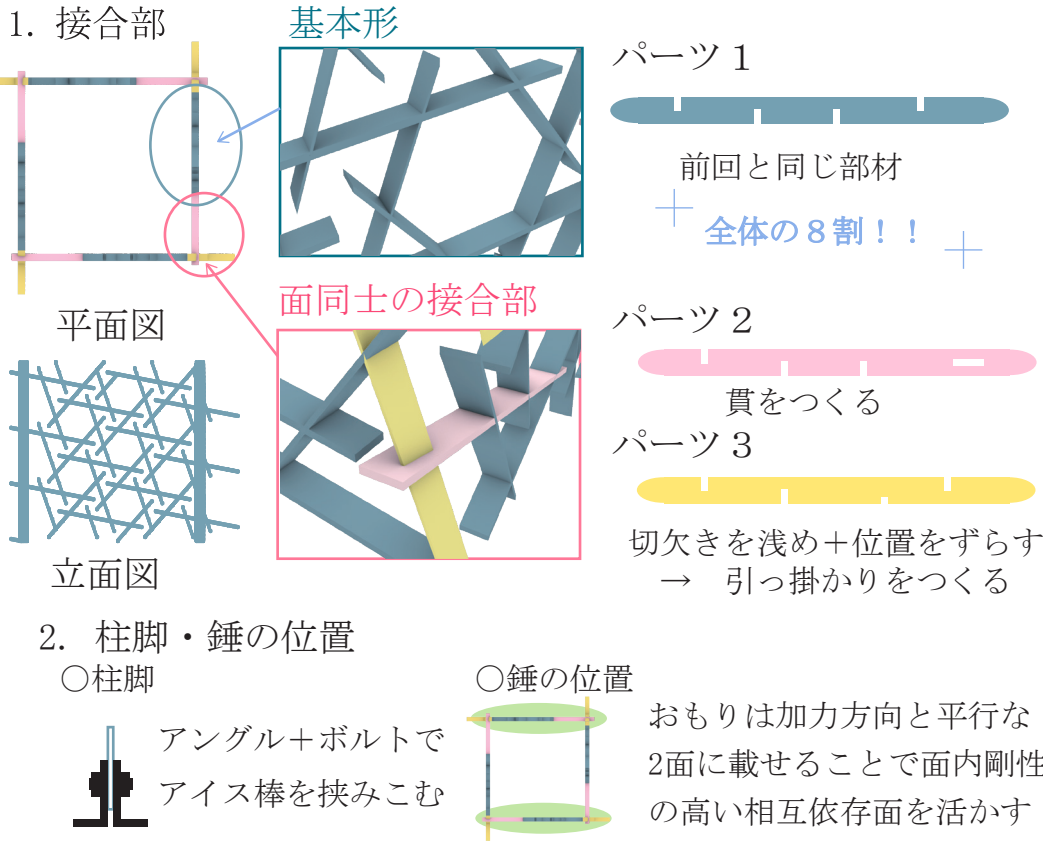 1. 接合部
基本形
パーツ１
前回と同じ部材
全体の８割！！
平面図
面同士の接合部
パーツ２
貫をつくる
パーツ３
切欠きを浅め＋位置をずらす
→　引っ掛かりをつくる
立面図
2. 柱脚・錘の位置
○柱脚
アングル＋ボルトで
アイス棒を挟みこむ
○錘の位置
おもりは加力方向と平行な
2面に載せることで面内剛性
の高い相互依存面を活かす